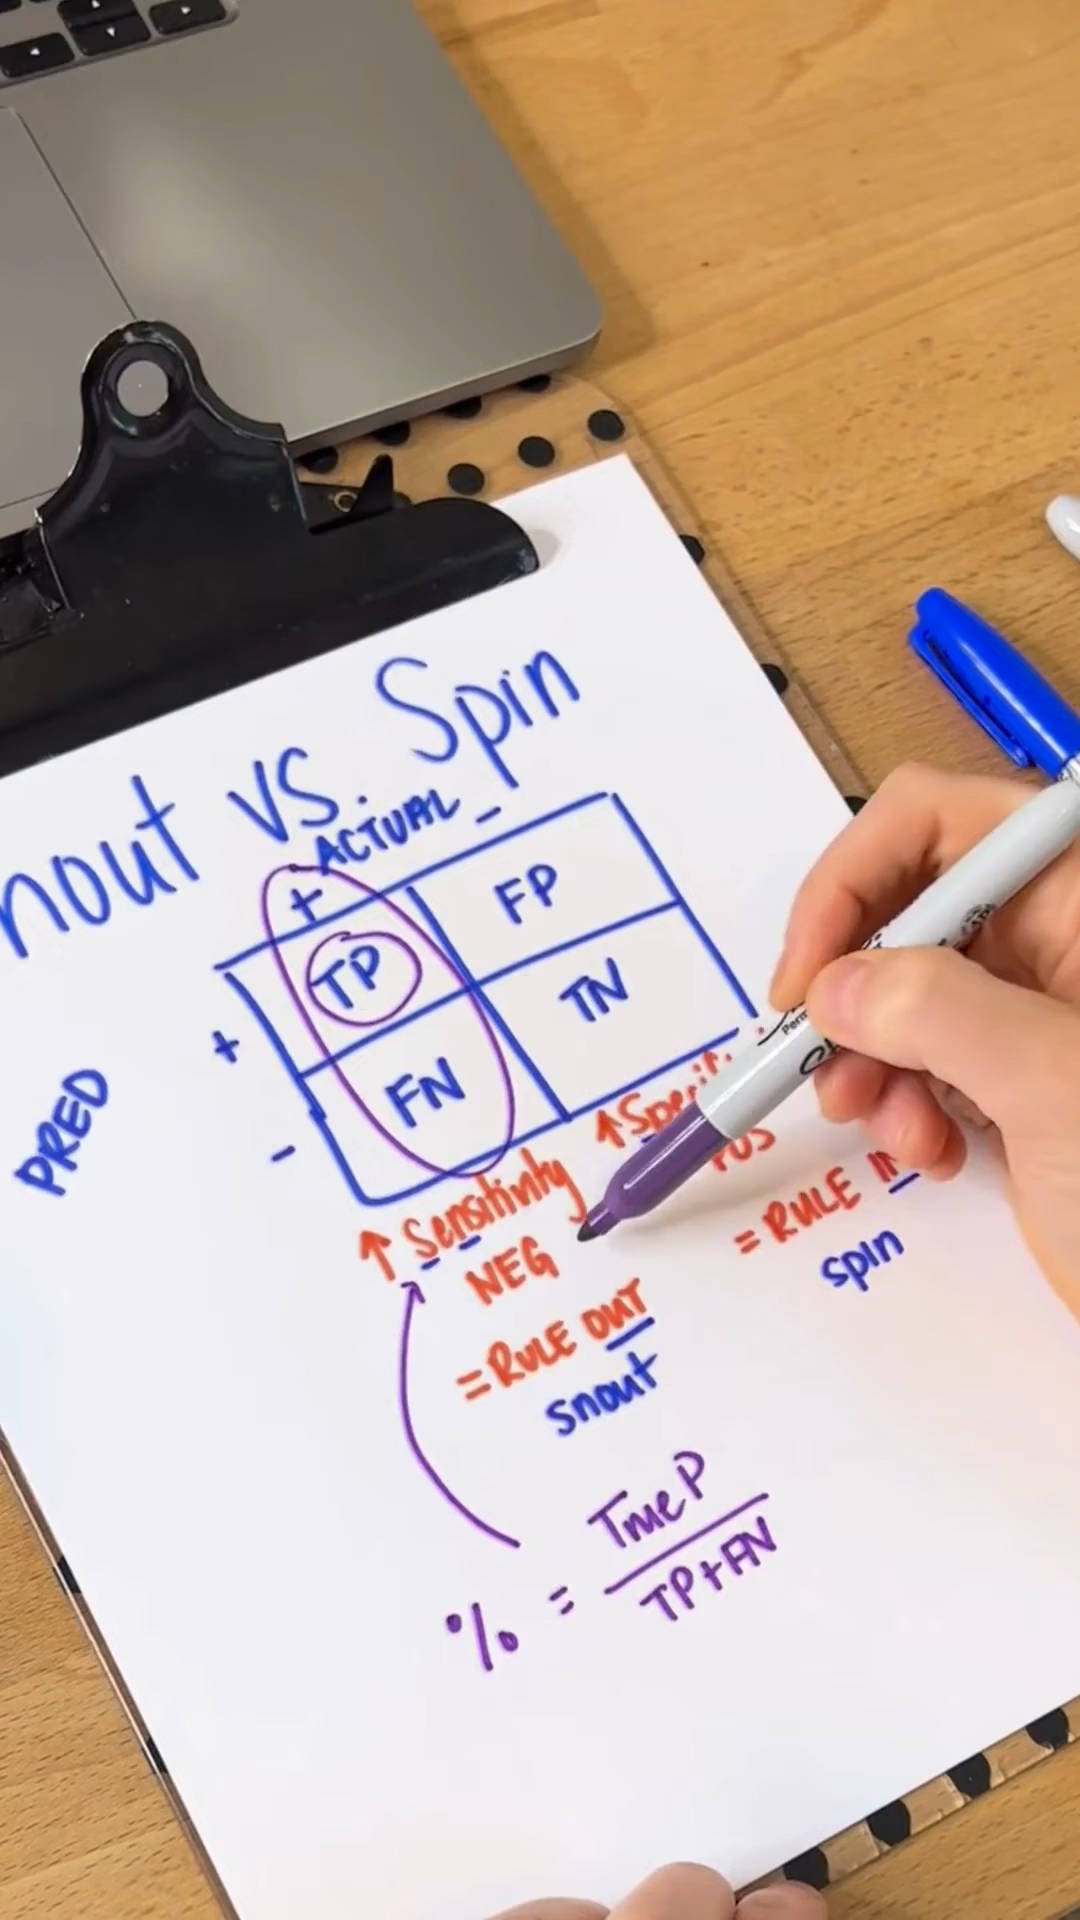 nout vs. Spin
ACTUAL
+ -
TP FP
+
FN TN
PRED
-
↑ Sensitivity
NEG
= RULE OUT
snout
↑ Specif
POS
= RULE IN
spin
% = True P
TP+FN